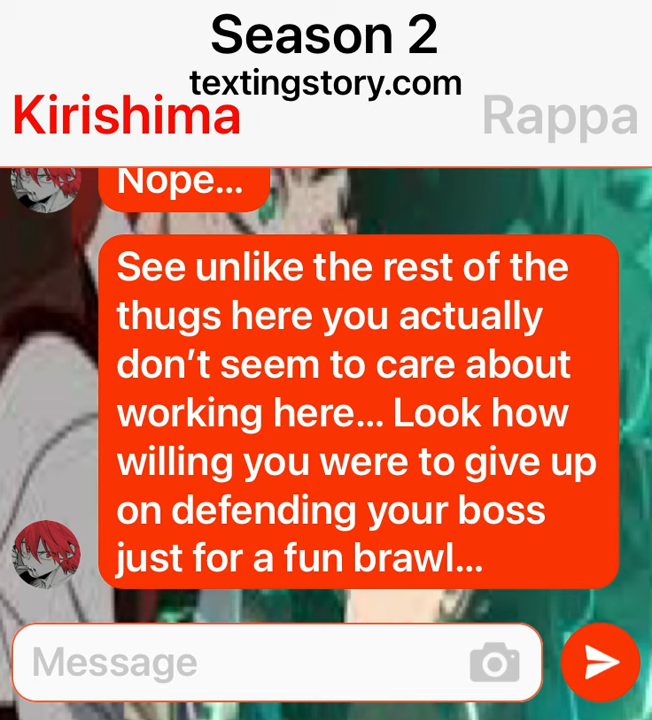 Season 2
textingstory.com
Kirishima
Rappa
Nope...
See unlike the rest of the
thugs here you actually
don’t seem to care about
working here... Look how
willing you were to give up
on defending your boss
just for a fun brawl...
Message